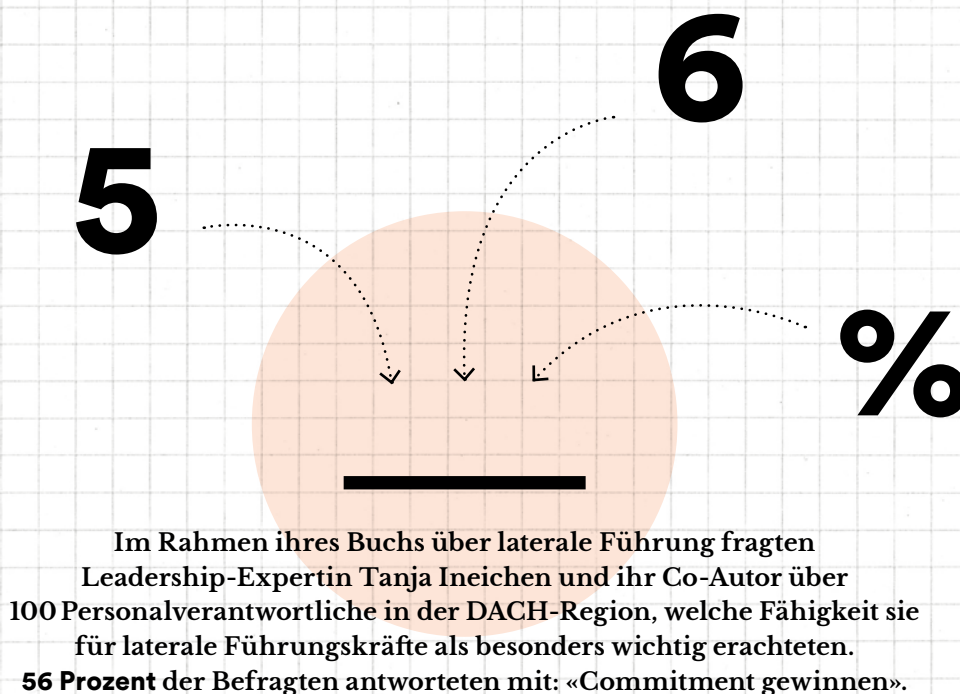 5
6
%
Im Rahmen ihres Buchs über laterale Führung fragten
Leadership-Expertin Tanja Ineichen und ihr Co-Autor über
100 Personalverantwortliche in der DACH-Region, welche Fähigkeit sie
für laterale Führungskräfte als besonders wichtig erachteten.
56 Prozent der Befragten antworteten mit: «Commitment gewinnen».